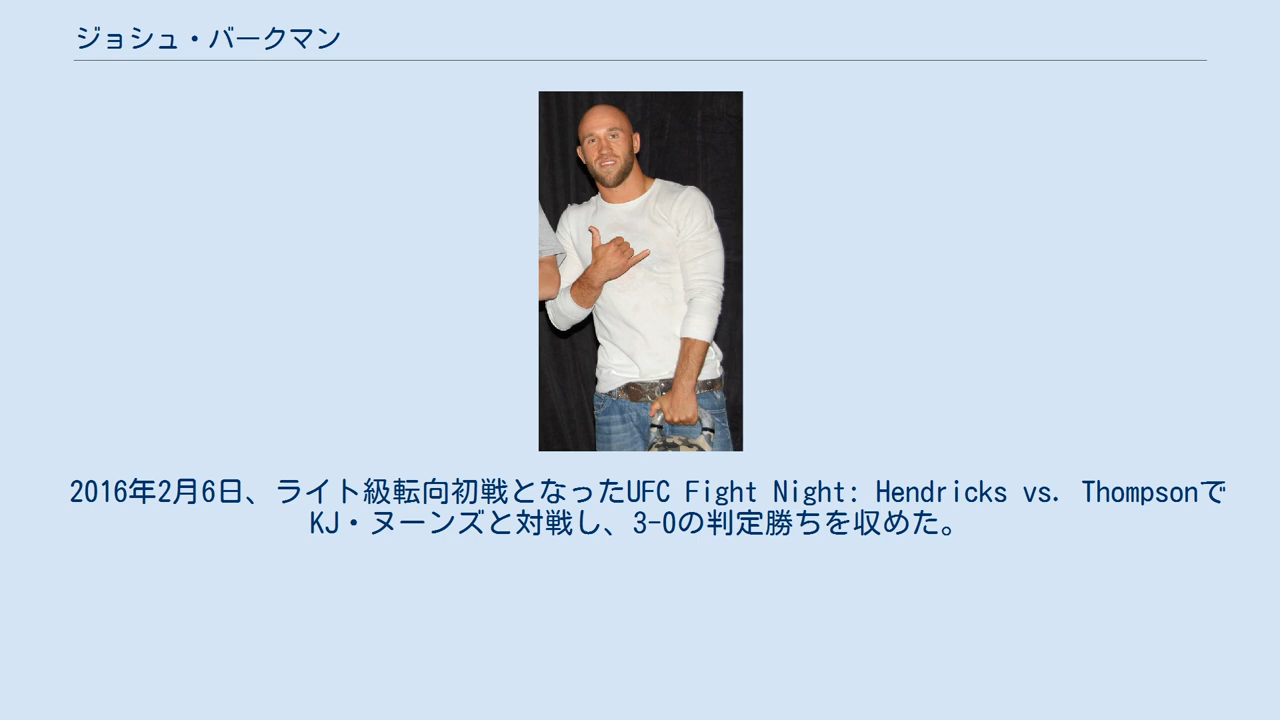 ジョシュ・バークマン
2016年2月6日、ライト級転向初戦となったUFC Fight Night: Hendricks vs. Thompsonで
KJ・ヌーンズと対戦し、3-0の判定勝ちを収めた。